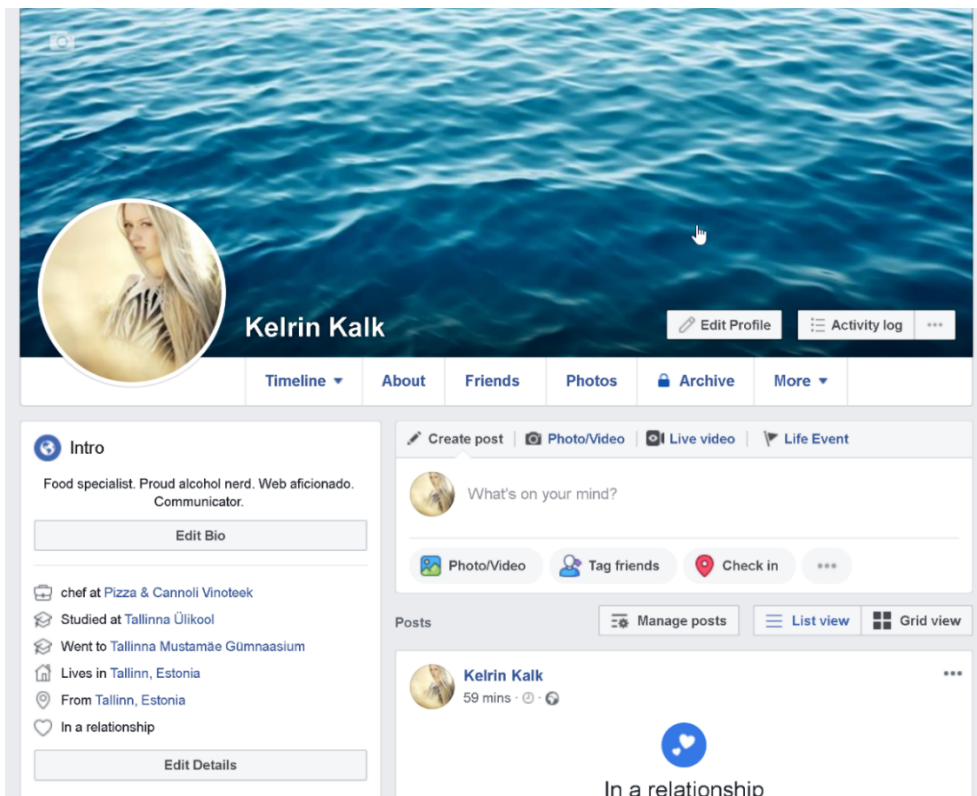 Kelrin Kalk
Edit Profile
Activity log
Timeline
About
Friends
Photos
Archive
More
Intro
Food specialist. Proud alcohol nerd. Web aficionado.
Communicator.
Edit Bio
chef at Pizza & Cannoli Vinoteek
Studied at Tallinna Ülikool
Went to Tallinna Mustamäe Gümnaasium
Lives in Tallinn, Estonia
From Tallinn, Estonia
In a relationship
Edit Details
Create post
Photo/Video
Live video
Life Event
What's on your mind?
Photo/Video
Tag friends
Check in
Posts
Manage posts
List view
Grid view
Kelrin Kalk
59 mins
In a relationship